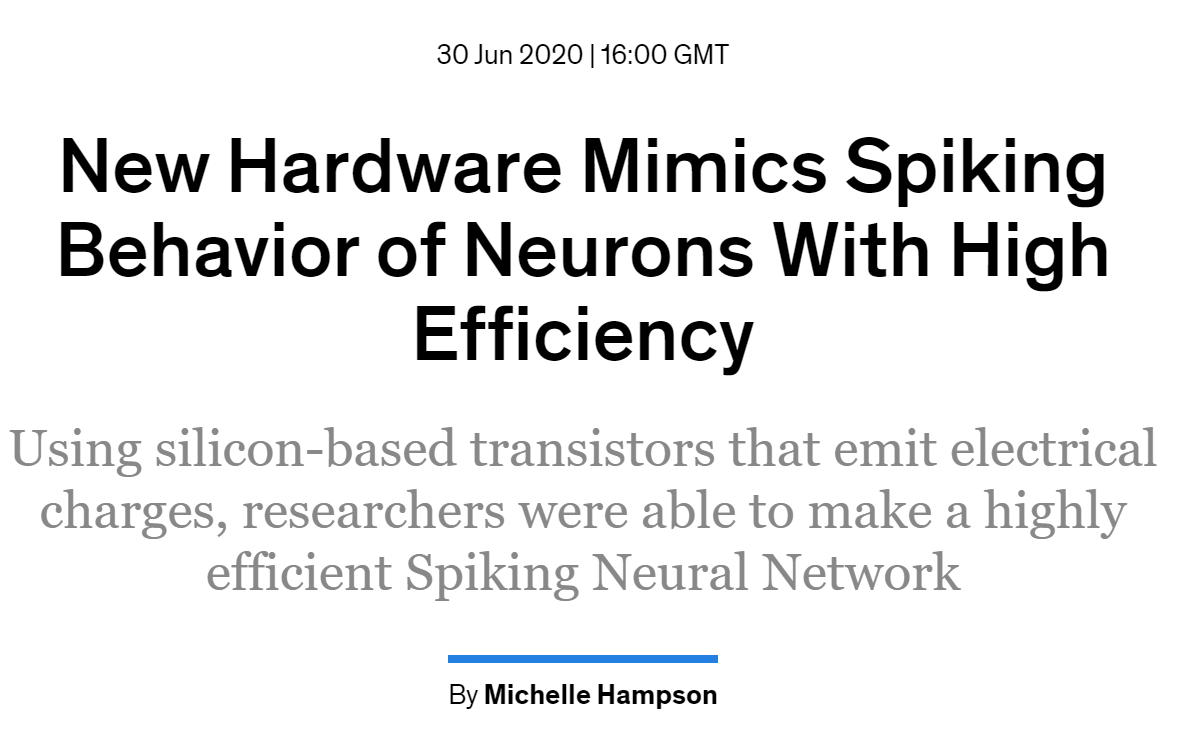 30 Jun 2020 | 16:00 GMT
New Hardware Mimics Spiking
Behavior of Neurons With High
Efficiency
Using silicon-based transistors that emit electrical
charges, researchers were able to make a highly
efficient Spiking Neural Network
By Michelle Hampson